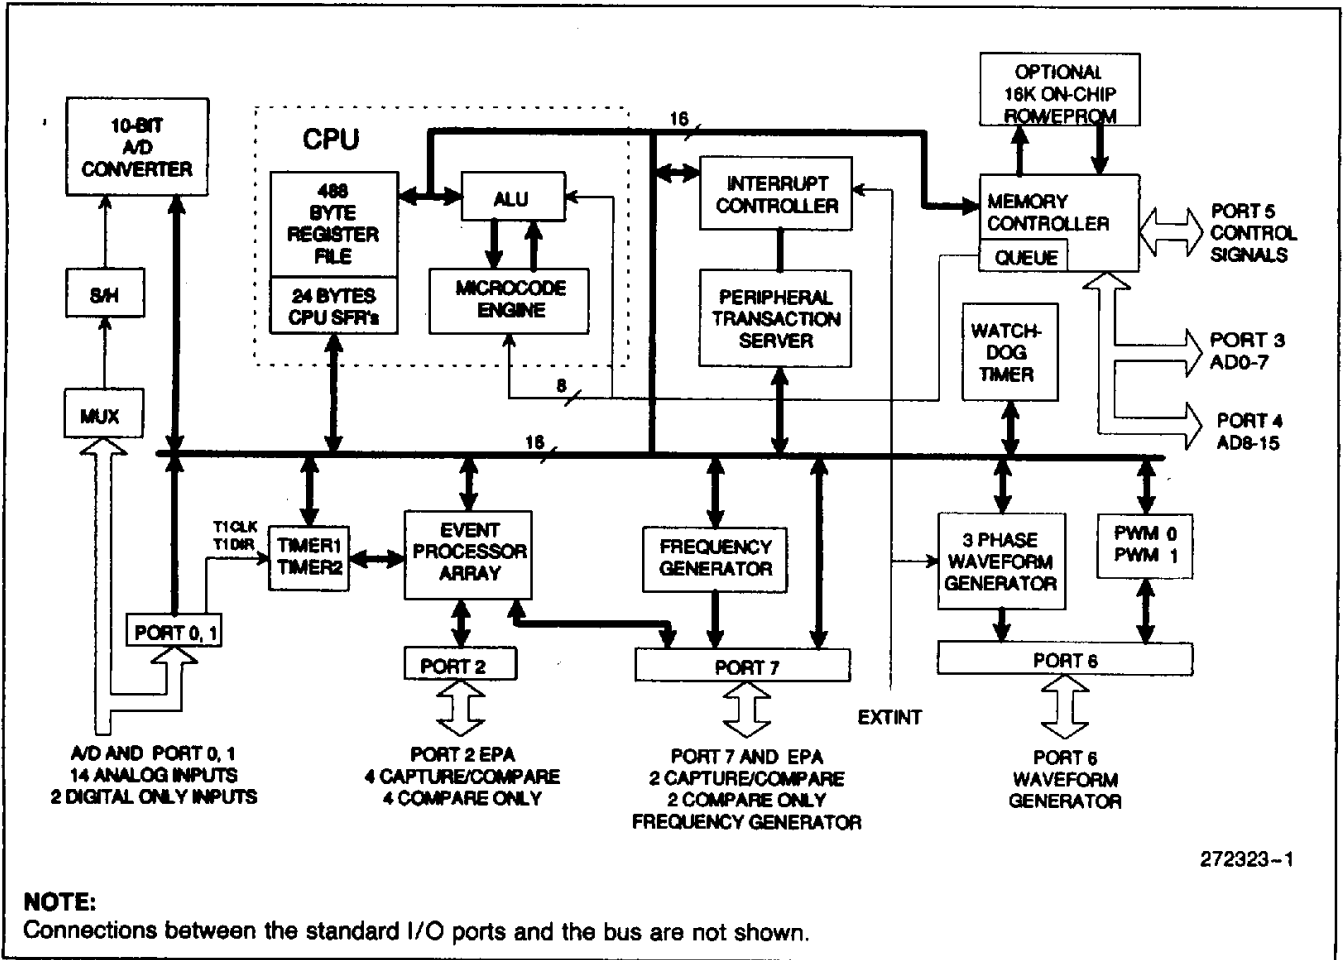 OPTIONAL
16K ON-CHIP
ROM/EPROM
10-BIT
A/D
CONVERTER
CPU
16
488
BYTE
REGISTER
FILE
ALU
INTERRUPT
CONTROLLER
MEMORY
CONTROLLER
QUEUE
PORT 5
CONTROL
SIGNALS
S/H
24 BYTES
CPU SFR's
MICROCODE
ENGINE
PERIPHERAL
TRANSACTION
SERVER
WATCH-
DOG
TIMER
PORT 3
AD0-7
MUX
8
PORT 4
AD8-15
16
T1CLK
T1DIR
TIMER1
TIMER2
EVENT
PROCESSOR
ARRAY
FREQUENCY
GENERATOR
3 PHASE
WAVEFORM
GENERATOR
PWM 0
PWM 1
PORT 0, 1
PORT 2
PORT 7
PORT 6
EXTINT
A/D AND PORT 0, 1
14 ANALOG INPUTS
2 DIGITAL ONLY INPUTS
PORT 2 EPA
4 CAPTURE/COMPARE
4 COMPARE ONLY
PORT 7 AND EPA
2 CAPTURE/COMPARE
2 COMPARE ONLY
FREQUENCY GENERATOR
PORT 6
WAVEFORM
GENERATOR
272323-1
NOTE:
Connections between the standard I/O ports and the bus are not shown.